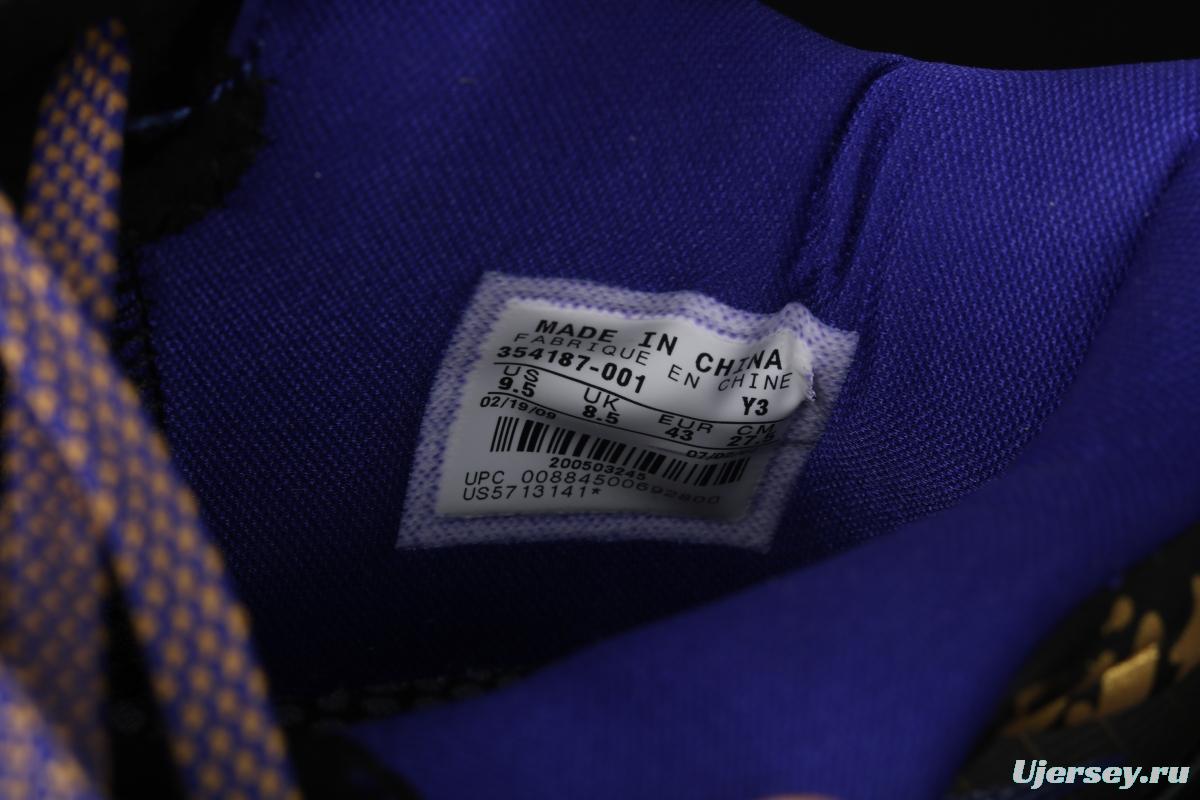 MADE IN CHINA
FABRIQUE EN CHINE
354187-001 Y3
US UK EUR CM
9.5 8.5 43 27.5
02/19/09
200503245
UPC 00884500692800
US5713141*
Ujersey.ru